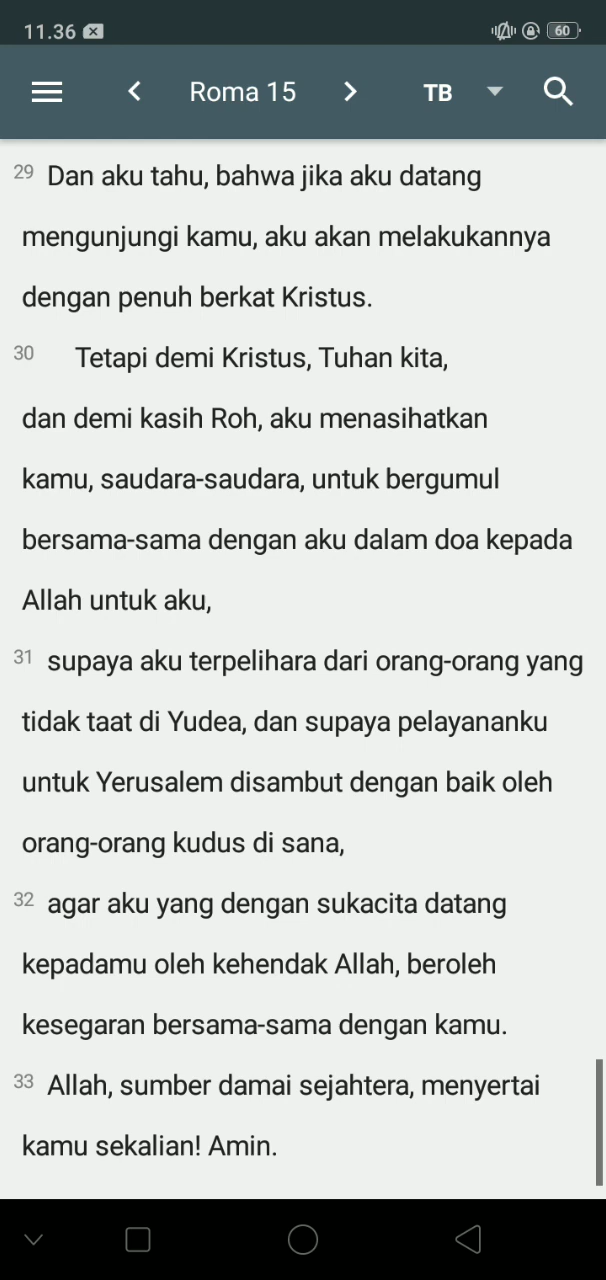 11.36
60
Roma 15
TB
29 Dan aku tahu, bahwa jika aku datang
mengunjungi kamu, aku akan melakukannya
dengan penuh berkat Kristus.
30 Tetapi demi Kristus, Tuhan kita,
dan demi kasih Roh, aku menasihatkan
kamu, saudara-saudara, untuk bergumul
bersama-sama dengan aku dalam doa kepada
Allah untuk aku,
31 supaya aku terpelihara dari orang-orang yang
tidak taat di Yudea, dan supaya pelayananku
untuk Yerusalem disambut dengan baik oleh
orang-orang kudus di sana,
32 agar aku yang dengan sukacita datang
kepadamu oleh kehendak Allah, beroleh
kesegaran bersama-sama dengan kamu.
33 Allah, sumber damai sejahtera, menyertai
kamu sekalian! Amin.